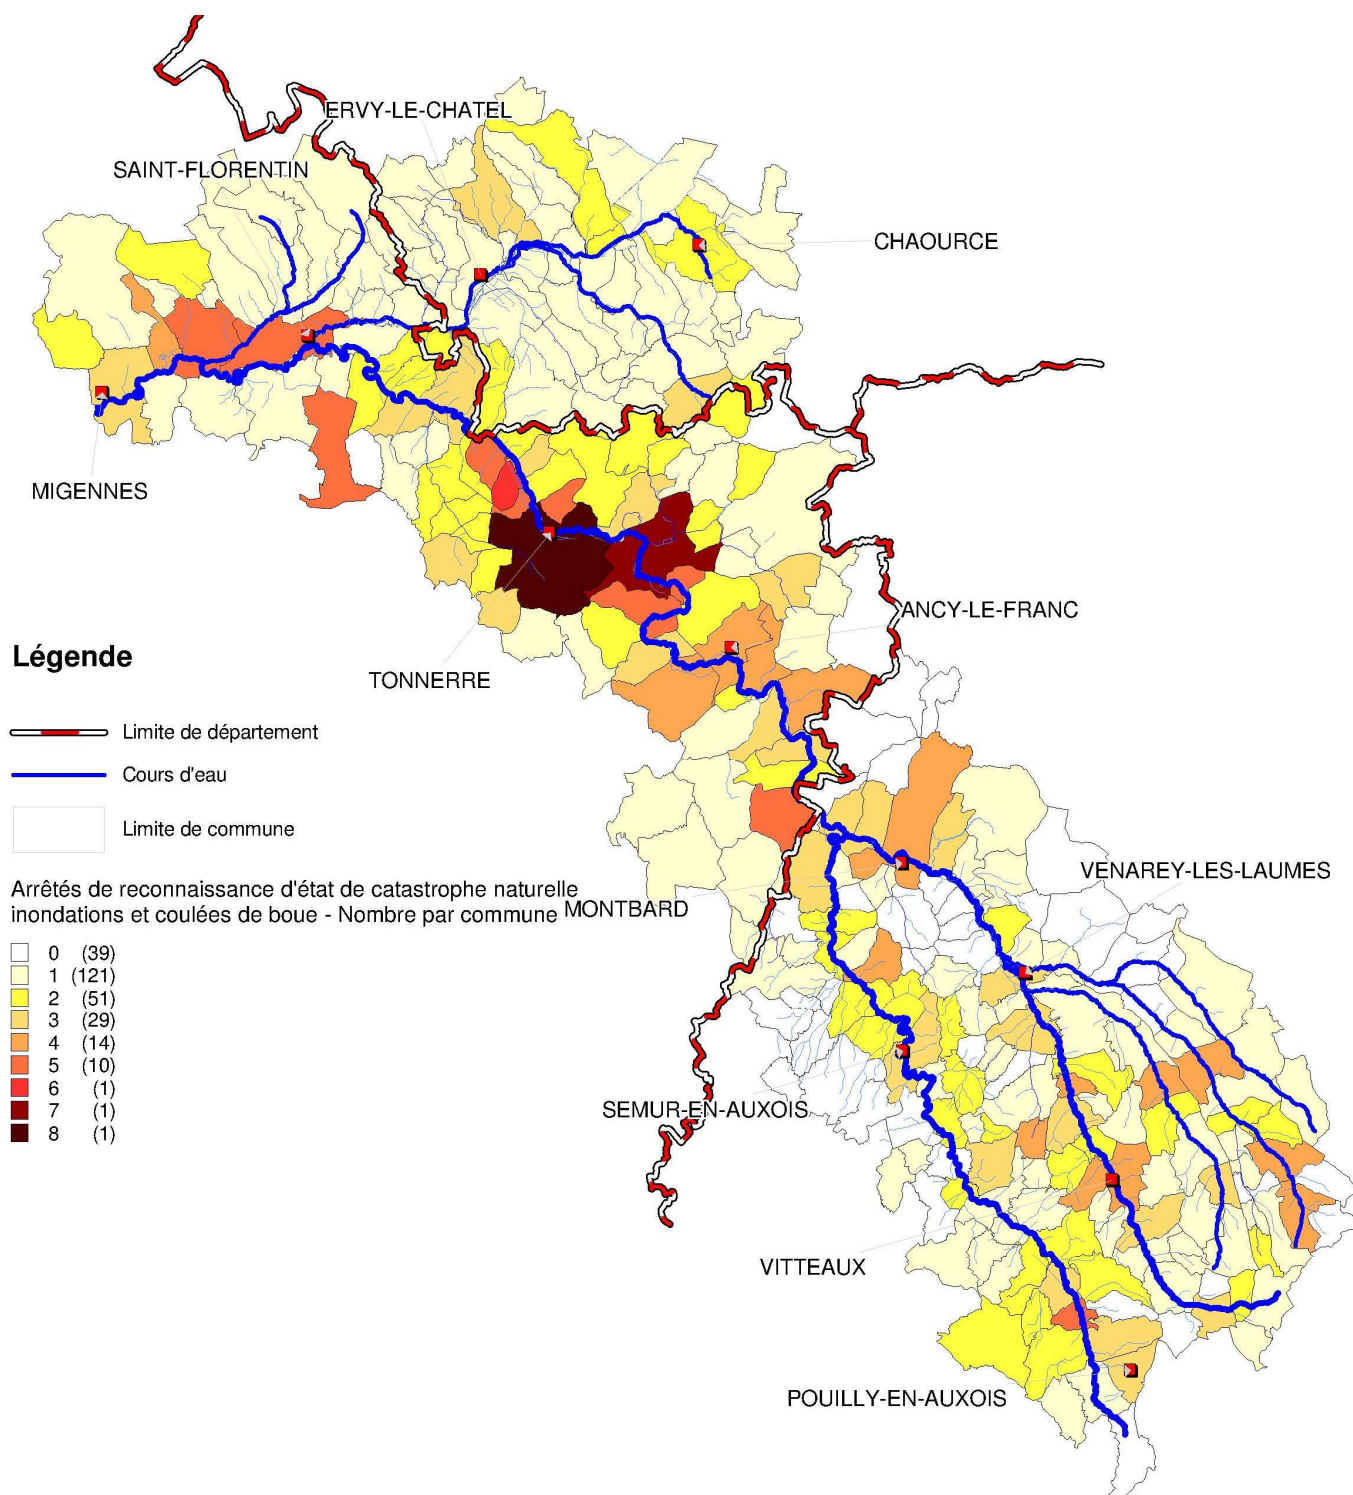 ERVY-LE-CHATEL
SAINT-FLORENTIN
CHAOURCE
MIGENNES
ANCY-LE-FRANC
Légende
TONNERRE
Limite de département
Cours d'eau
Limite de commune
VENAREY-LES-LAUMES
Arrêtés de reconnaissance d'état de catastrophe naturelle
inondations et coulées de boue - Nombre par commune
MONTBARD
0 (39)
1 (121)
2 (51)
3 (29)
4 (14)
5 (10)
6 (1)
7 (1)
8 (1)
SEMUR-EN-AUXOIS
VITTEAUX
POUILLY-EN-AUXOIS